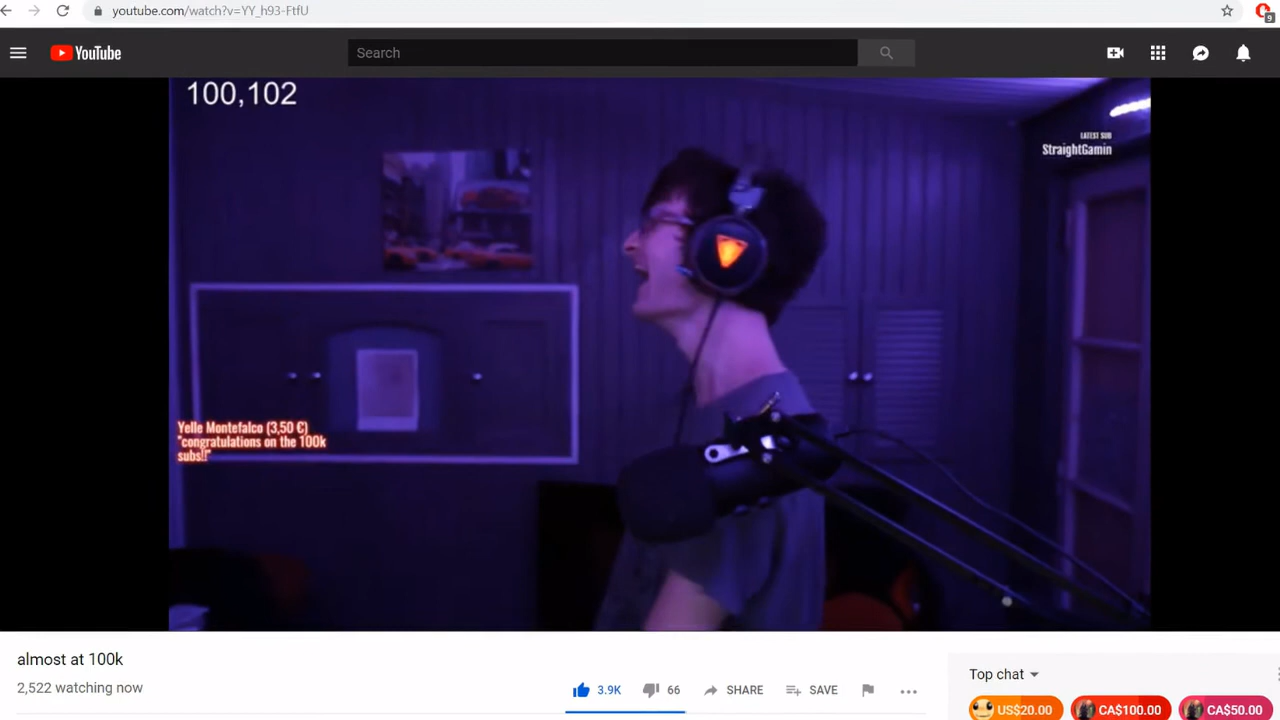 youtube.com/watch?v=YY_h93-FtfU
9
YouTube
Search
100,102
LATEST SUB
StraightGamin
Yelle Montefalco (3,50 €)
"congratulations on the 100k
subs!!"
almost at 100k
2,522 watching now
3.9K
66
SHARE
SAVE
Top chat
US$20.00
CA$100.00
CA$50.00